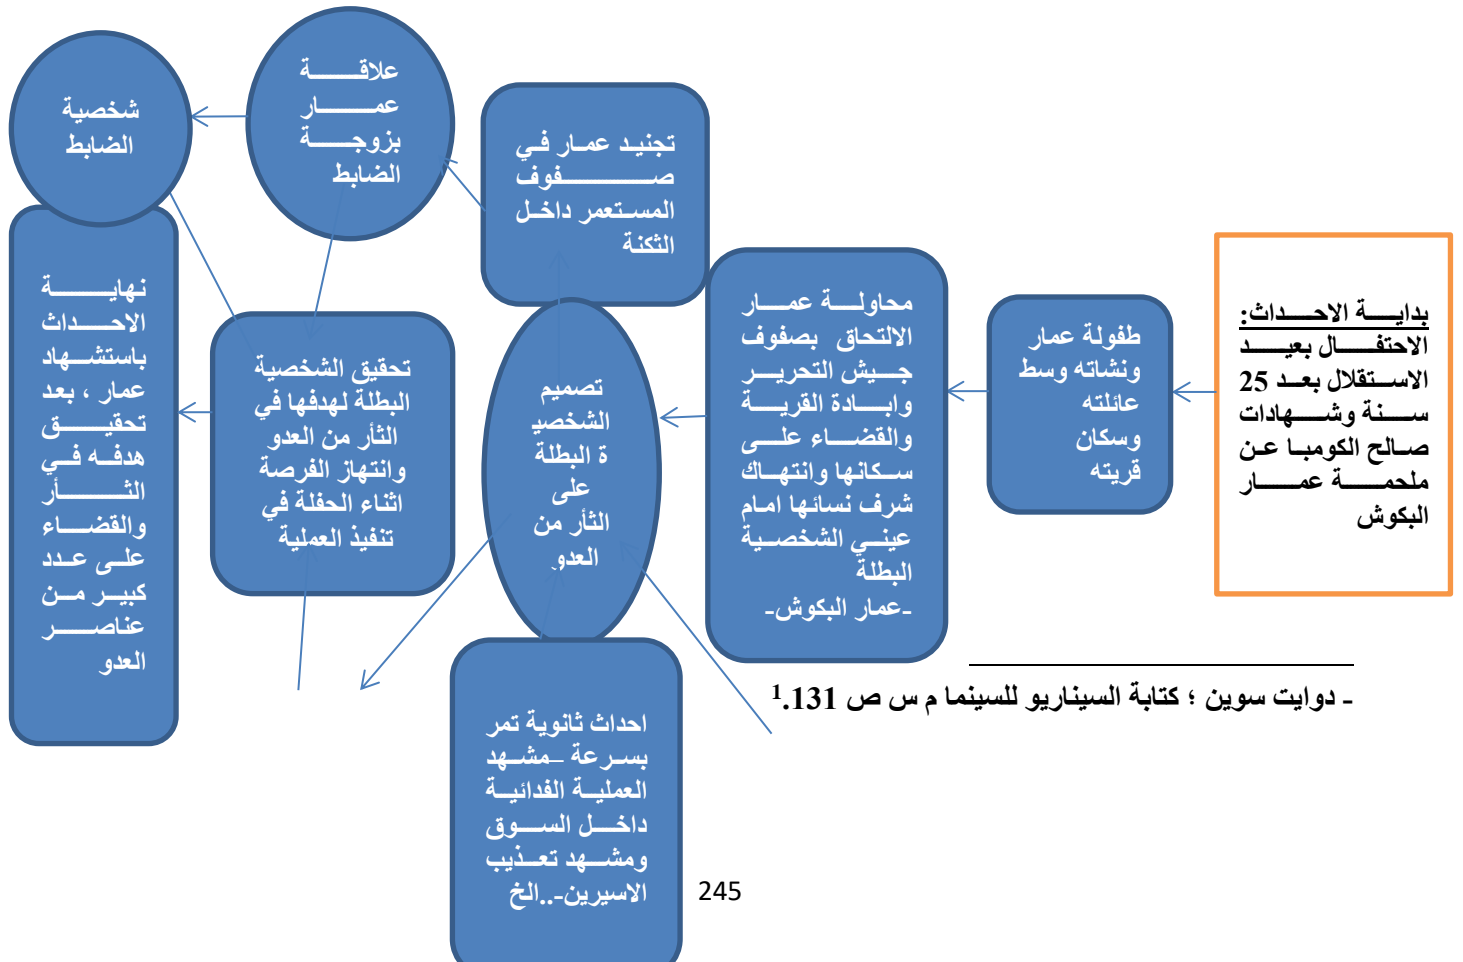 بداية الاحداث:
الاحتفال بعيد
الاستقلال بعد 25
سنة وشهادات
صالح الكومبا عن
ملحمة عمار
البكوش
طفولة عمار
ونشاته وسط
عائلته
وسكان
قريته
محاولة عمار
الالتحاق بصفوف
جيش التحرير
وابادة القرية
والقضاء على
سكانها وانتهاك
شرف نسائها امام
عيني الشخصية
البطلة
-عمار البكوش-
تصميم
الشخصي
ة البطلة
على
الثأر من
العدو
تجنيد عمار في
صفوف
المستعمر داخل
الثكنة
علاقة
عمار
بزوجة
الضابط
شخصية
الضابط
تحقيق الشخصية
البطلة لهدفها في
الثأر من العدو
وانتهاز الفرصة
اثناء الحفلة في
تنفيذ العملية
نهاية
الاحداث
باستشهاد
عمار ، بعد
تحقيق
هدفه في
الثأر
والقضاء
على عدد
كبير من
عناصر
العدو
احداث ثانوية تمر
بسرعة –مشهد
العملية الفدائية
داخل السوق
ومشهد تعذيب
الاسيرين-..الخ
- دوايت سوين ؛ كتابة السيناريو للسينما م س ص 131.¹
245